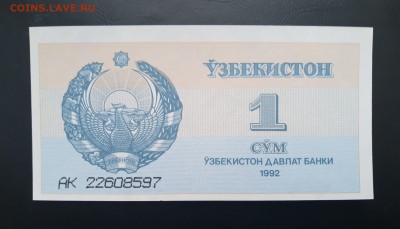 COINS.LAVE.RU
ЎЗБЕКИСТОН
1
СЎМ
ЎЗБЕКИСТОН ДАВЛАТ БАНКИ
1992
АК 22608597